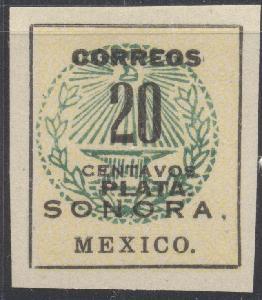 CORREOS
20
CENTAVOS
PLATA
SONORA.
MEXICO.